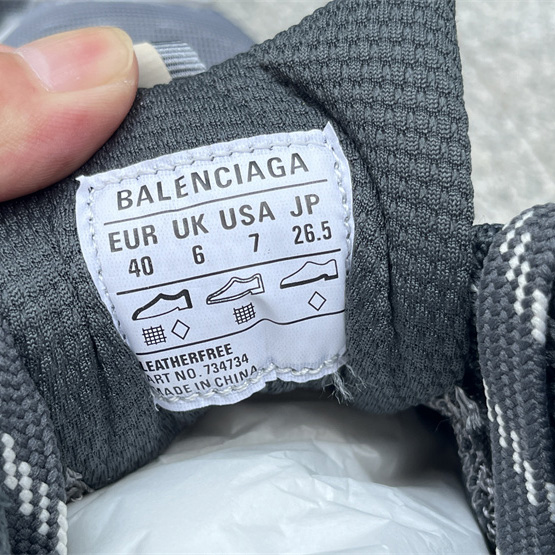 BALENCIAGA
EUR UK USA JP
40 6 7 26.5
LEATHERFREE
ART NO. 734734
MADE IN CHINA